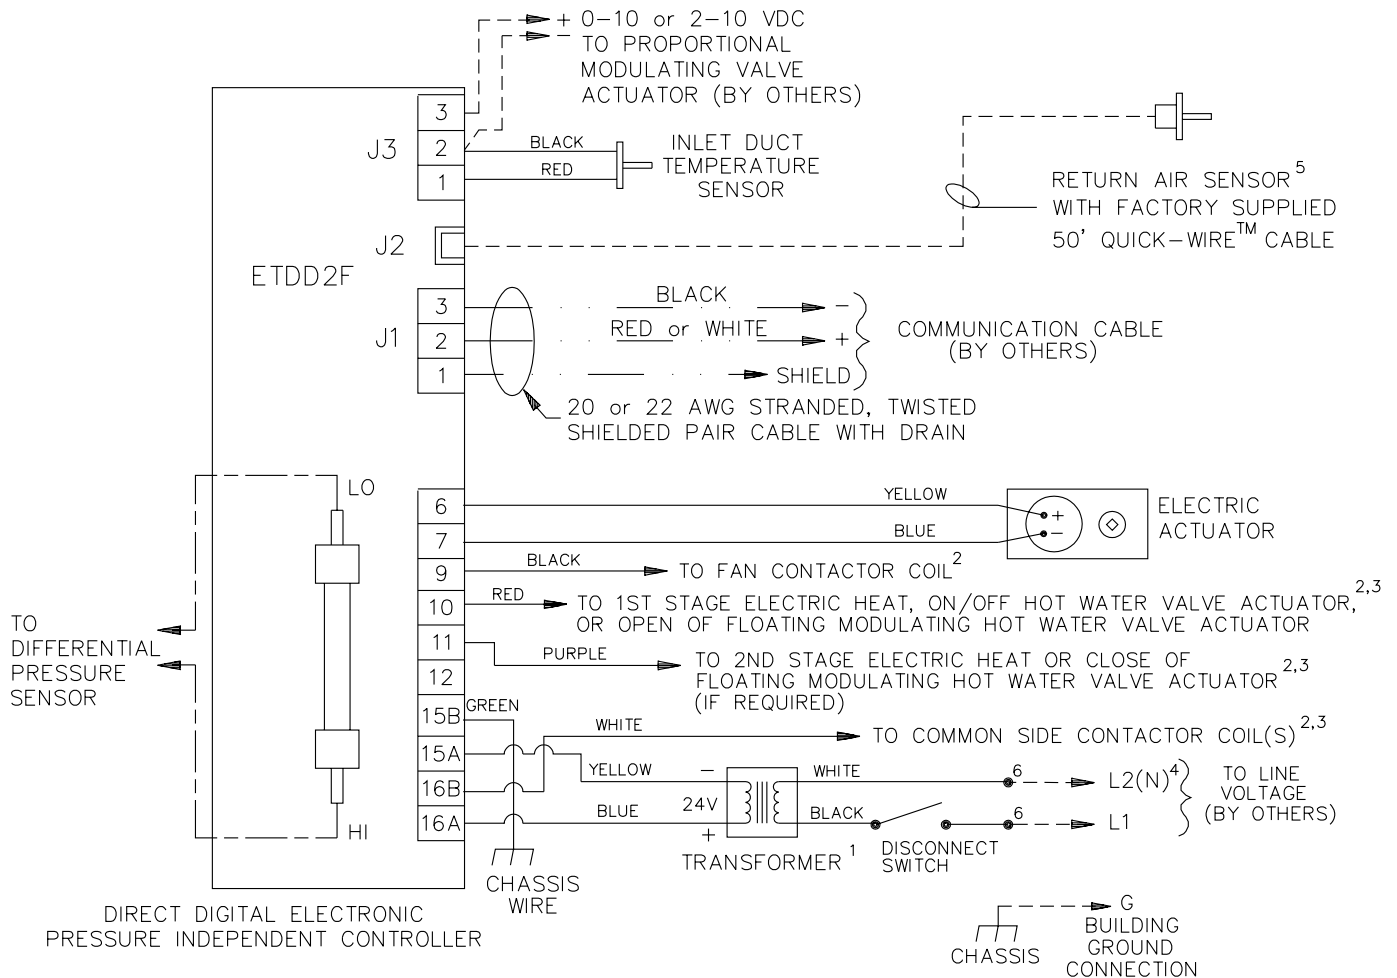 + 0-10 or 2-10 VDC
-
TO PROPORTIONAL
MODULATING VALVE
ACTUATOR (BY OTHERS)
3
J3
2
1
BLACK
RED
INLET DUCT
TEMPERATURE
SENSOR
RETURN AIR SENSOR⁵
WITH FACTORY SUPPLIED
50' QUICK-WIRE™ CABLE
J2
ETDD2F
3
J1
2
1
BLACK
-
RED or WHITE
+
SHIELD
COMMUNICATION CABLE
(BY OTHERS)
20 or 22 AWG STRANDED, TWISTED
SHIELDED PAIR CABLE WITH DRAIN
LO
HI
TO
DIFFERENTIAL
PRESSURE
SENSOR
6
YELLOW
+
7
BLUE
-
ELECTRIC
ACTUATOR
9
BLACK
TO FAN CONTACTOR COIL²
10
RED
TO 1ST STAGE ELECTRIC HEAT, ON/OFF HOT WATER VALVE ACTUATOR,²,³
OR OPEN OF FLOATING MODULATING HOT WATER VALVE ACTUATOR
11
PURPLE
TO 2ND STAGE ELECTRIC HEAT OR CLOSE OF
FLOATING MODULATING HOT WATER VALVE ACTUATOR²,³
(IF REQUIRED)
12
15B
GREEN
WHITE
TO COMMON SIDE CONTACTOR COIL(S)²,³
15A
YELLOW
-
WHITE
6
L2(N)⁴
16B
24V
16A
BLUE
+
BLACK
6
L1
TO LINE
VOLTAGE
(BY OTHERS)
TRANSFORMER ¹
DISCONNECT
SWITCH
CHASSIS
WIRE
DIRECT DIGITAL ELECTRONIC
PRESSURE INDEPENDENT CONTROLLER
CHASSIS
G
BUILDING
GROUND
CONNECTION